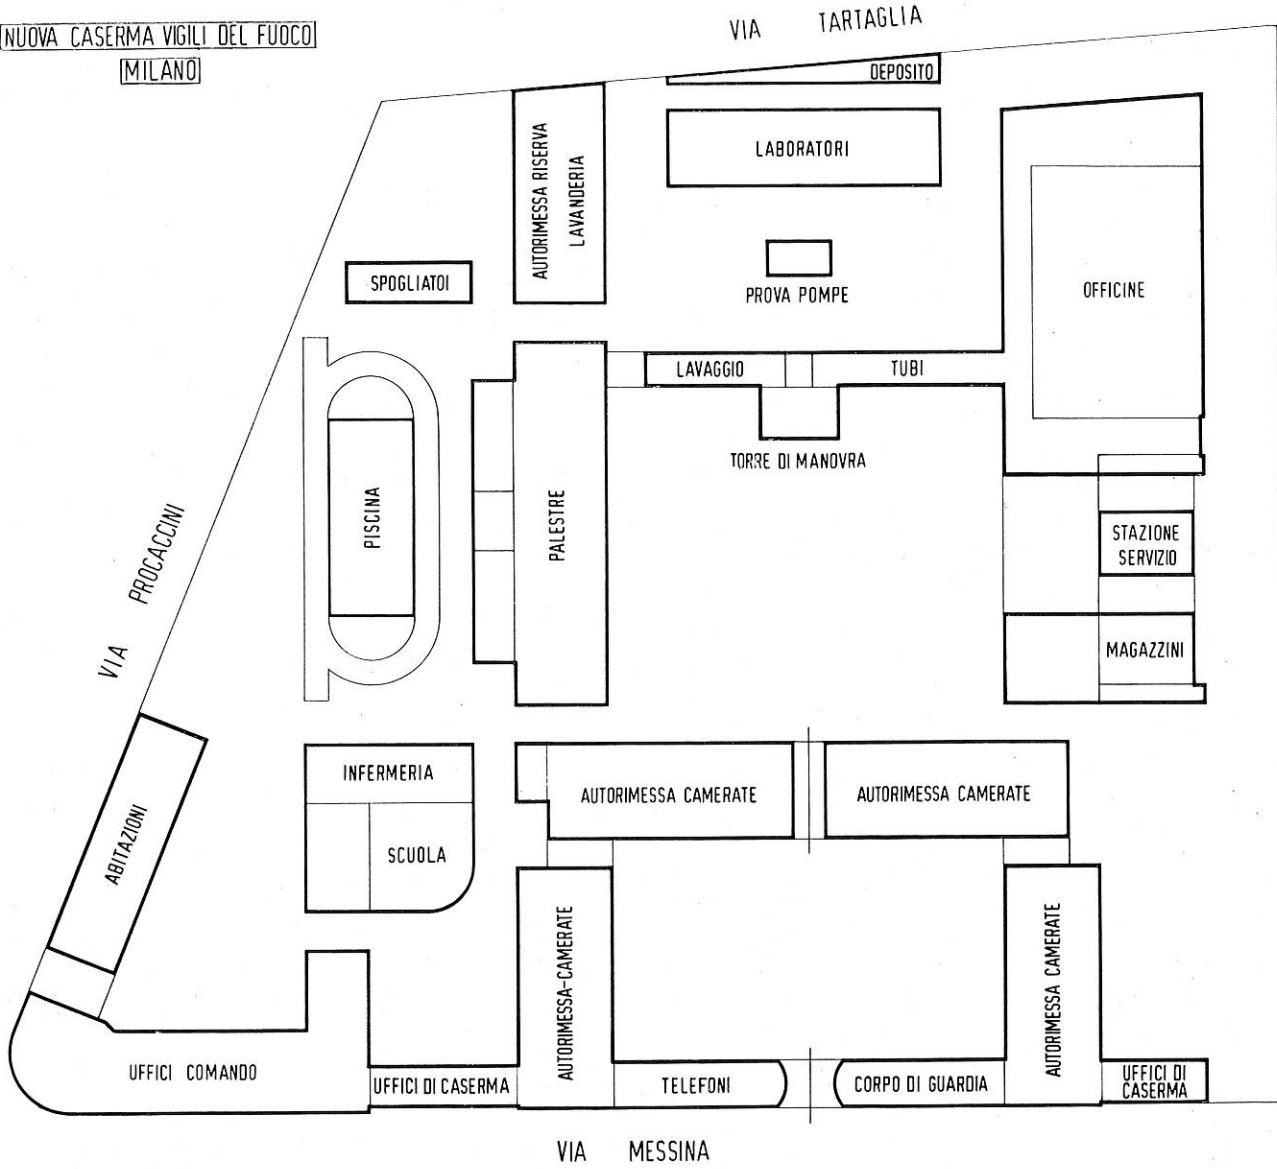 NUOVA CASERMA VIGILI DEL FUOCO
MILANO
VIA TARTAGLIA
DEPOSITO
LABORATORI
AUTORIMESSA RISERVA
LAVANDERIA
SPOGLIATOI
PROVA POMPE
OFFICINE
LAVAGGIO
TUBI
TORRE DI MANOVRA
PISCINA
PALESTRE
STAZIONE
SERVIZIO
VIA PROCACCINI
MAGAZZINI
INFERMERIA
AUTORIMESSA CAMERATE
AUTORIMESSA CAMERATE
ABITAZIONI
SCUOLA
AUTORIMESSA-CAMERATE
AUTORIMESSA CAMERATE
UFFICI COMANDO
UFFICI DI CASERMA
TELEFONI
CORPO DI GUARDIA
UFFICI DI
CASERMA
VIA MESSINA